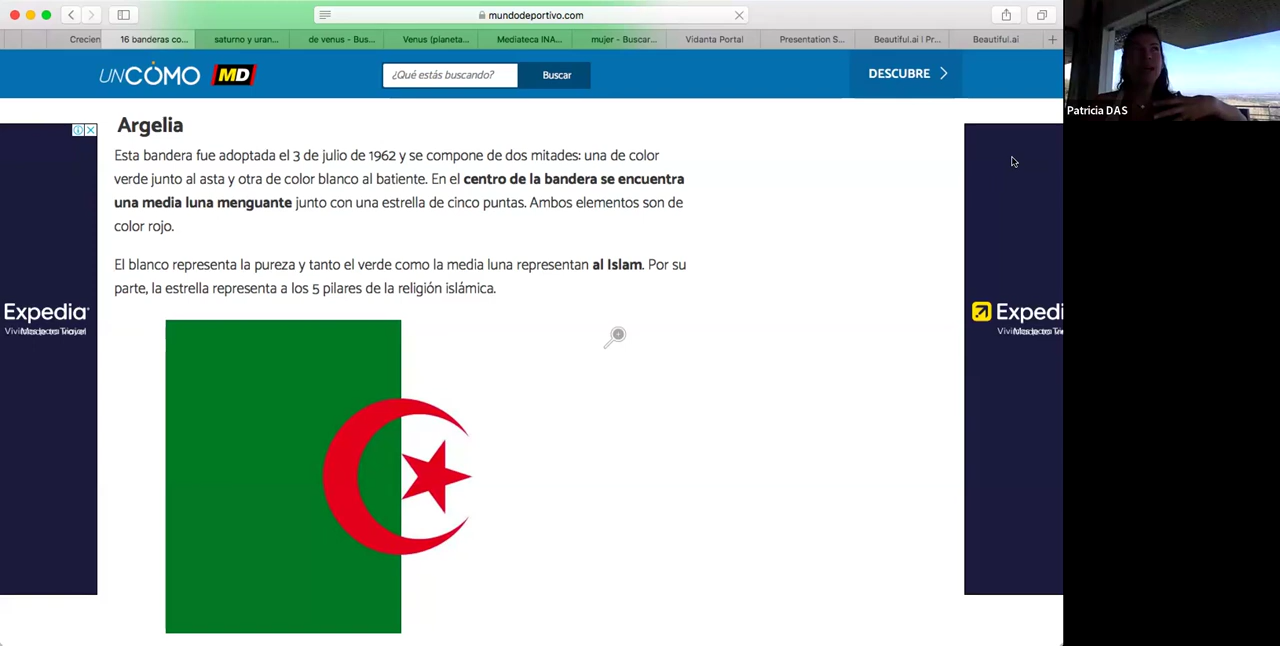 mundodeportivo.com
Crecien
16 banderas co...
saturno y uran...
de venus - Bus...
Venus (planeta...
Mediateca INA...
mujer - Buscar...
Vidanta Portal
Presentation S...
Beautiful.ai | Pr...
Beautiful.ai
UNCOMO MD
¿Qué estás buscando?
Buscar
DESCUBRE
Patricia DAS
Argelia
Esta bandera fue adoptada el 3 de julio de 1962 y se compone de dos mitades: una de color
verde junto al asta y otra de color blanco al batiente. En el centro de la bandera se encuentra
una media luna menguante junto con una estrella de cinco puntas. Ambos elementos son de
color rojo.
El blanco representa la pureza y tanto el verde como la media luna representan al Islam. Por su
parte, la estrella representa a los 5 pilares de la religión islámica.
Expedia
Expedi